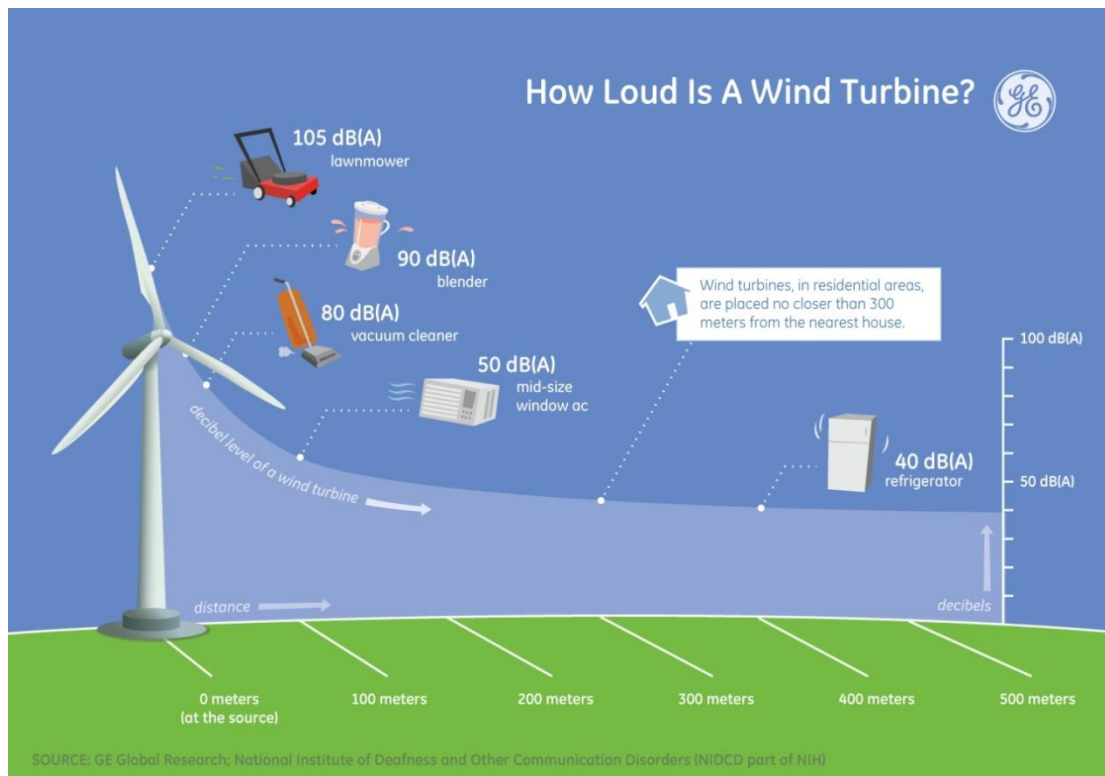 How Loud Is A Wind Turbine?
GE
105 dB(A)
lawnmower
90 dB(A)
blender
80 dB(A)
vacuum cleaner
50 dB(A)
mid-size
window ac
Wind turbines, in residential areas,
are placed no closer than 300
meters from the nearest house.
100 dB(A)
40 dB(A)
refrigerator
50 dB(A)
decibel level of a wind turbine
distance
decibels
0 meters
(at the source)
100 meters
200 meters
300 meters
400 meters
500 meters
SOURCE: GE Global Research; National Institute of Deafness and Other Communication Disorders (NIDCD part of NIH)